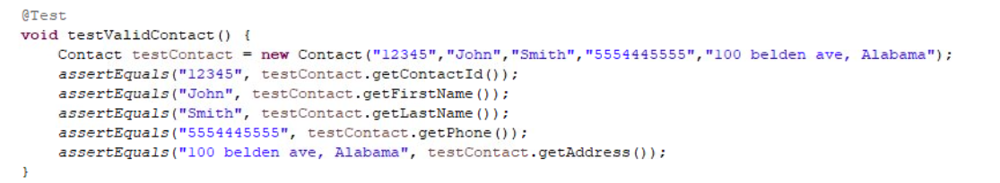 @Test
void testValidContact() {
    Contact testContact = new Contact("12345","John","Smith","5554445555","100 belden ave, Alabama");
    assertEquals("12345", testContact.getContactId());
    assertEquals("John", testContact.getFirstName());
    assertEquals("Smith", testContact.getLastName());
    assertEquals("5554445555", testContact.getPhone());
    assertEquals("100 belden ave, Alabama", testContact.getAddress());
}